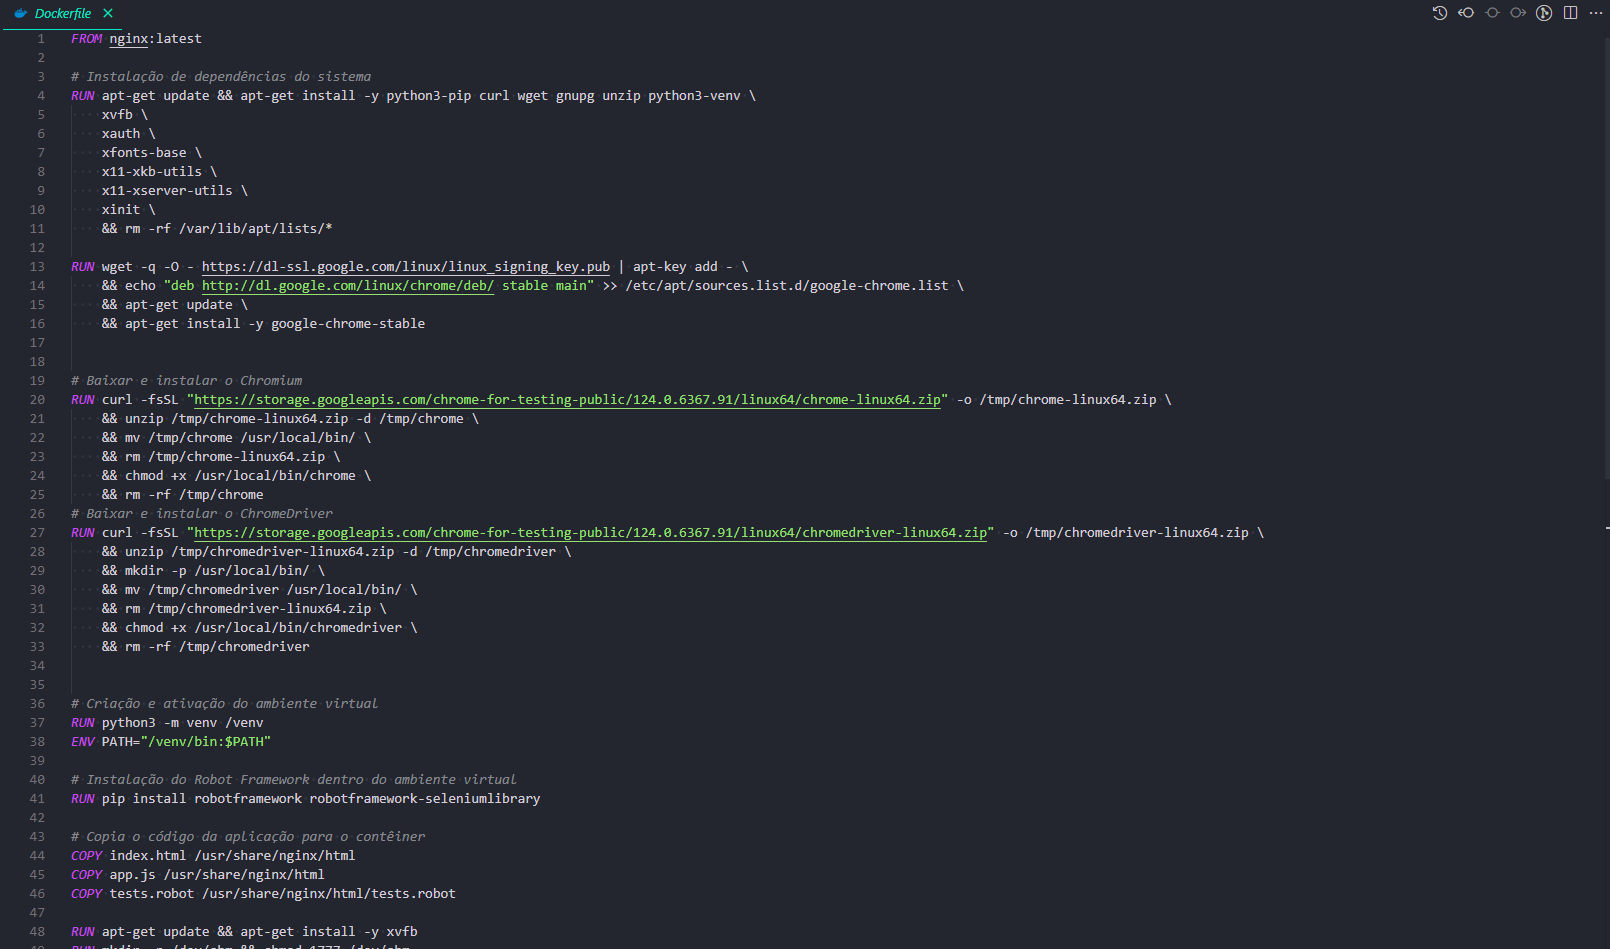 Dockerfile
1 FROM nginx:latest
2
3 # Instalação de dependências do sistema
4 RUN apt-get update && apt-get install -y python3-pip curl wget gnupg unzip python3-venv \
5 xvfb \
6 xauth \
7 xfonts-base \
8 x11-xkb-utils \
9 x11-xserver-utils \
10 xinit \
11 && rm -rf /var/lib/apt/lists/*
12
13 RUN wget -q -O - https://dl-ssl.google.com/linux/linux_signing_key.pub | apt-key add - \
14 && echo "deb http://dl.google.com/linux/chrome/deb/ stable main" >> /etc/apt/sources.list.d/google-chrome.list \
15 && apt-get update \
16 && apt-get install -y google-chrome-stable
17
18
19 # Baixar e instalar o Chromium
20 RUN curl -fsSL "https://storage.googleapis.com/chrome-for-testing-public/124.0.6367.91/linux64/chrome-linux64.zip" -o /tmp/chrome-linux64.zip \
21 && unzip /tmp/chrome-linux64.zip -d /tmp/chrome \
22 && mv /tmp/chrome /usr/local/bin/ \
23 && rm /tmp/chrome-linux64.zip \
24 && chmod +x /usr/local/bin/chrome \
25 && rm -rf /tmp/chrome
26 # Baixar e instalar o ChromeDriver
27 RUN curl -fsSL "https://storage.googleapis.com/chrome-for-testing-public/124.0.6367.91/linux64/chromedriver-linux64.zip" -o /tmp/chromedriver-linux64.zip \
28 && unzip /tmp/chromedriver-linux64.zip -d /tmp/chromedriver \
29 && mkdir -p /usr/local/bin/ \
30 && mv /tmp/chromedriver /usr/local/bin/ \
31 && rm /tmp/chromedriver-linux64.zip \
32 && chmod +x /usr/local/bin/chromedriver \
33 && rm -rf /tmp/chromedriver
34
35
36 # Criação e ativação do ambiente virtual
37 RUN python3 -m venv /venv
38 ENV PATH="/venv/bin:$PATH"
39
40 # Instalação do Robot Framework dentro do ambiente virtual
41 RUN pip install robotframework robotframework-seleniumlibrary
42
43 # Copia o código da aplicação para o contêiner
44 COPY index.html /usr/share/nginx/html
45 COPY app.js /usr/share/nginx/html
46 COPY tests.robot /usr/share/nginx/html/tests.robot
47
48 RUN apt-get update && apt-get install -y xvfb
49 RUN mkdir -p /dev/shm && chmod 1777 /dev/shm